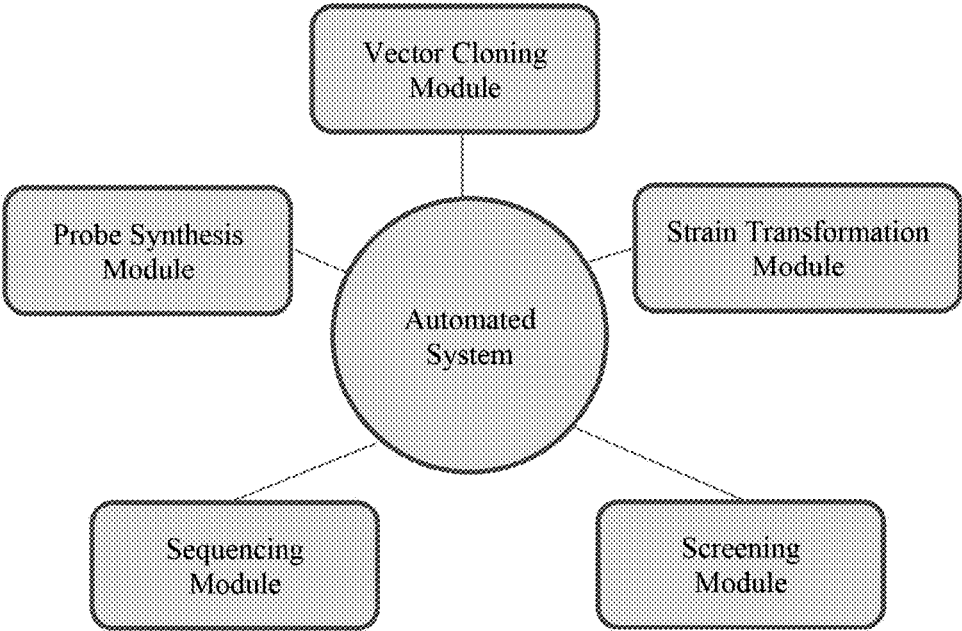 Vector Cloning
Module
Probe Synthesis
Module
Strain Transformation
Module
Automated
System
Sequencing
Module
Screening
Module